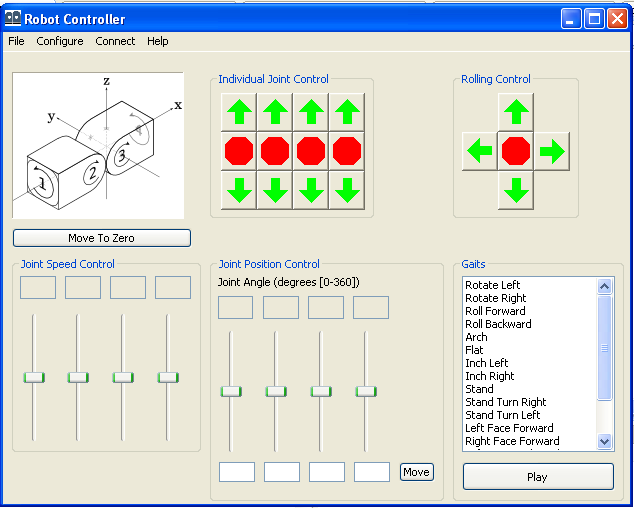 Robot Controller
File Configure Connect Help
z
y
x
1
2
3
Move To Zero
Individual Joint Control
Rolling Control
Joint Speed Control
Joint Position Control
Joint Angle (degrees [0-360])
Move
Gaits
Rotate Left
Rotate Right
Roll Forward
Roll Backward
Arch
Flat
Inch Left
Inch Right
Stand
Stand Turn Right
Stand Turn Left
Left Face Forward
Right Face Forward
Play